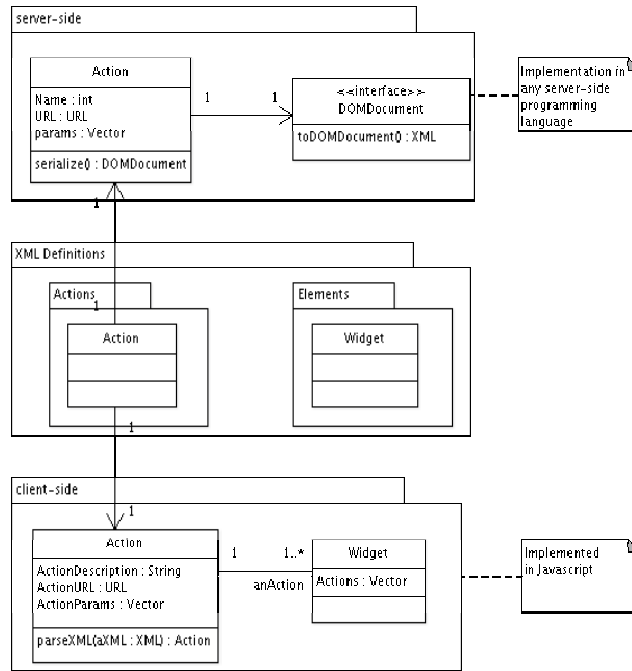 server-side
Action
Name : int
URL : URL
params : Vector
serialize() : DOMDocument
1
1
<<interface>>
DOMDocument
toDOMDocument() : XML
Implementation in
any server-side
programming
language
1
XML Definitions
Actions
1
Action
Elements
Widget
1
client-side
1
Action
ActionDescription : String
ActionURL : URL
ActionParams : Vector
parseXML(aXML : XML) : Action
1
1..*
anAction
Widget
Actions : Vector
Implemented
in Javascript